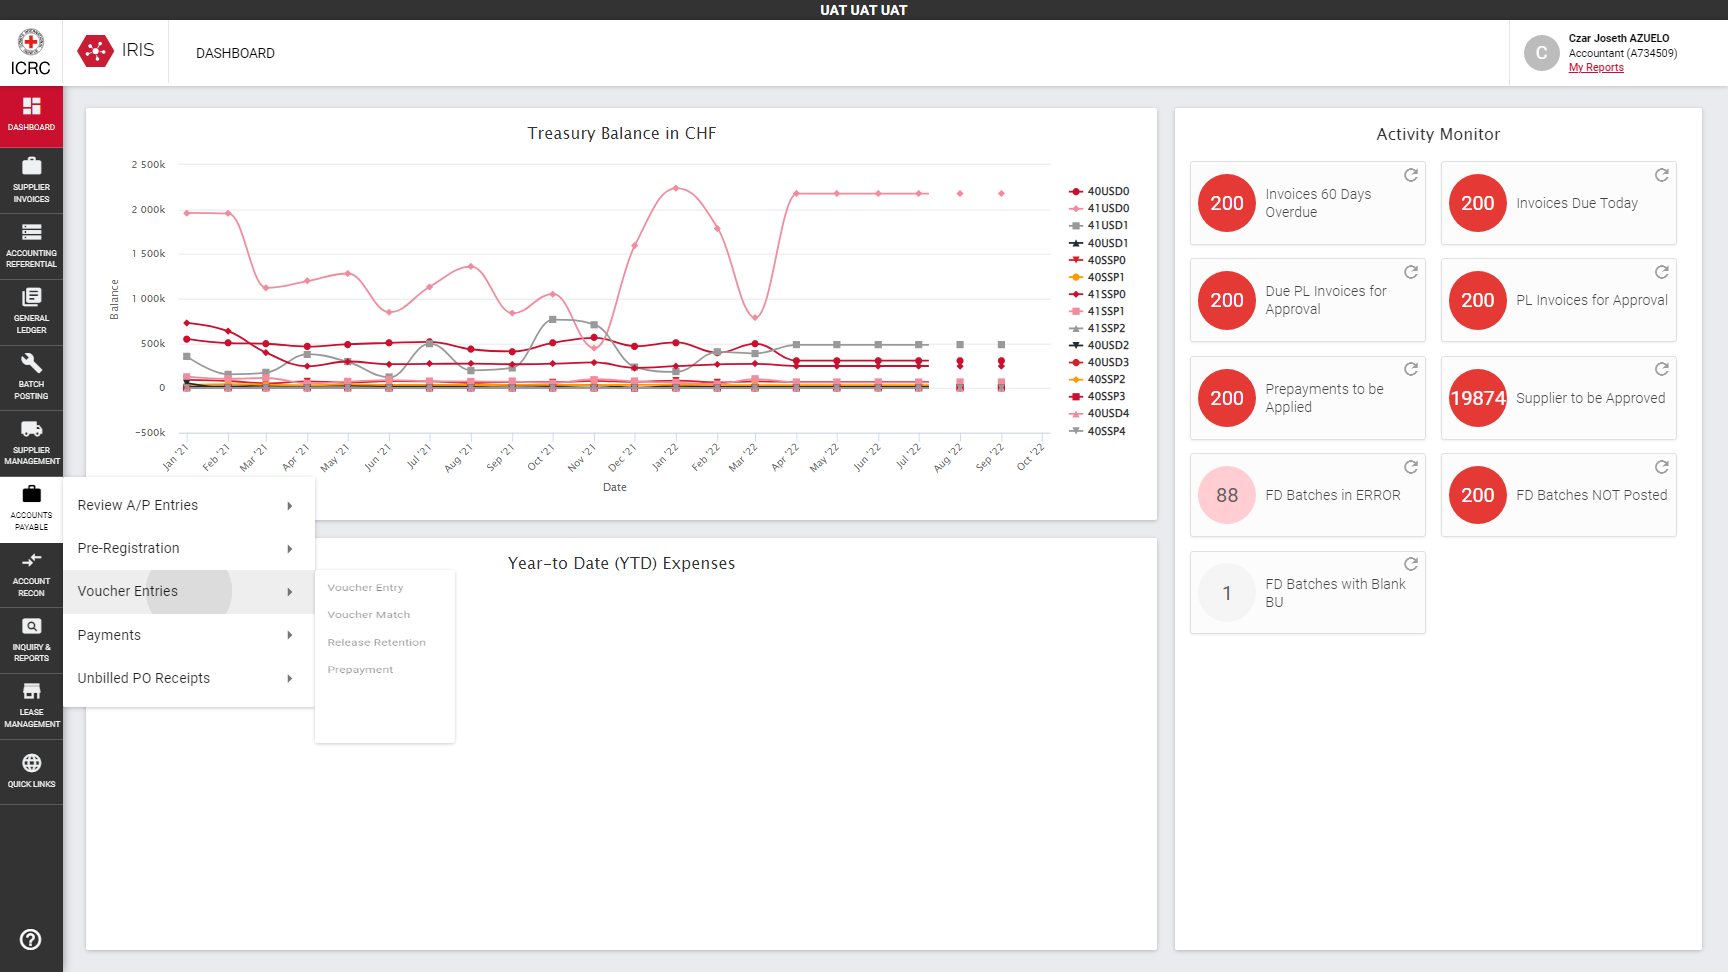 UAT UAT UAT
ICRC
IRIS
DASHBOARD
Czar Joseth AZUELO
Accountant (A734509)
My Reports
DASHBOARD
SUPPLIER
INVOICES
ACCOUNTING
REFERENTIAL
GENERAL
LEDGER
BATCH
POSTING
SUPPLIER
MANAGEMENT
ACCOUNTS
PAYABLE
ACCOUNT
RECON
INQUIRY &
REPORTS
LEASE
MANAGEMENT
QUICK LINKS
Treasury Balance in CHF
2 500k
2 000k
1 500k
1 000k
500k
0
−500k
Balance
Jan '21
Feb '21
Mar '21
Apr '21
May '21
Jun '21
Jul '21
Aug '21
Sep '21
Oct '21
Nov '21
Dec '21
Jan '22
Feb '22
Mar '22
Apr '22
May '22
Jun '22
Jul '22
Aug '22
Sep '22
Oct '22
Date
40USD0
41USD0
41USD1
40USD1
40SSP0
40SSP1
41SSP0
41SSP1
41SSP2
40USD2
40USD3
40SSP2
40SSP3
40USD4
40SSP4
Review A/P Entries
Pre-Registration
Voucher Entries
Payments
Unbilled PO Receipts
Voucher Entry
Voucher Match
Release Retention
Prepayment
Year-to Date (YTD) Expenses
Activity Monitor
200
Invoices 60 Days
Overdue
200
Invoices Due Today
200
Due PL Invoices for
Approval
200
PL Invoices for Approval
200
Prepayments to be
Applied
19874
Supplier to be Approved
88
FD Batches in ERROR
200
FD Batches NOT Posted
1
FD Batches with Blank
BU